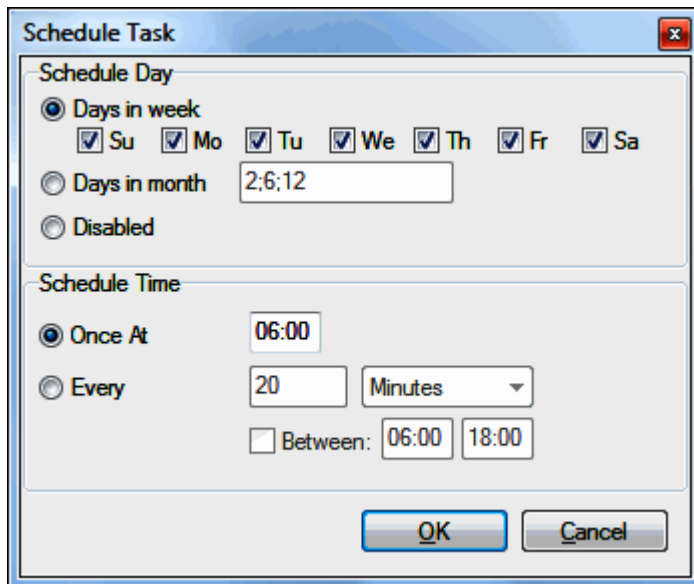 Schedule Task
Schedule Day
Days in week
Su Mo Tu We Th Fr Sa
Days in month 2;6;12
Disabled
Schedule Time
Once At 06:00
Every 20 Minutes
Between: 06:00 18:00
OK Cancel